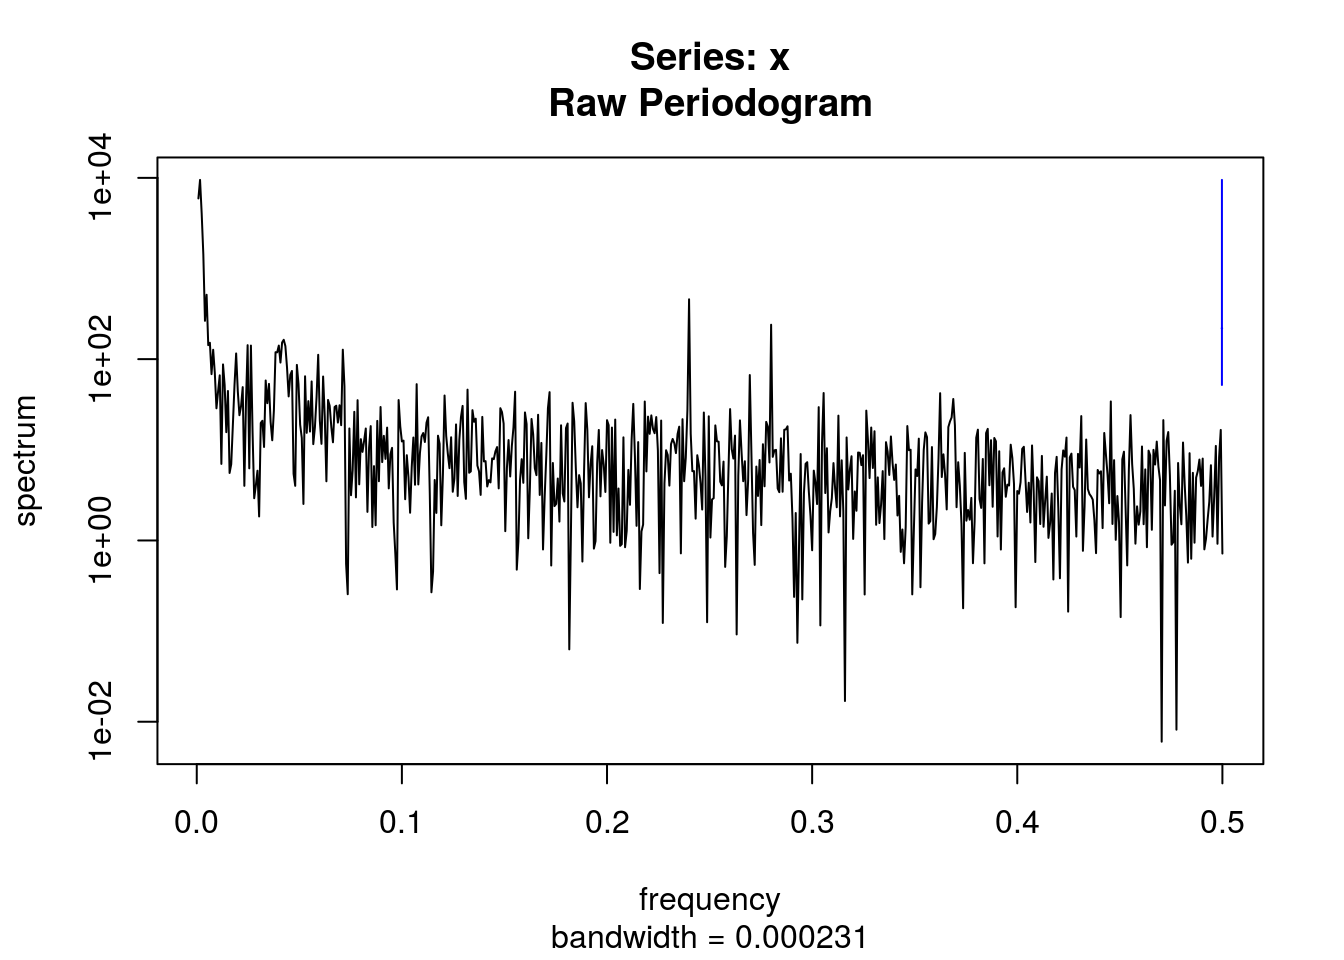 Series: x
Raw Periodogram
spectrum
1e+04
1e+02
1e+00
1e-02
0.0 0.1 0.2 0.3 0.4 0.5
frequency
bandwidth = 0.000231